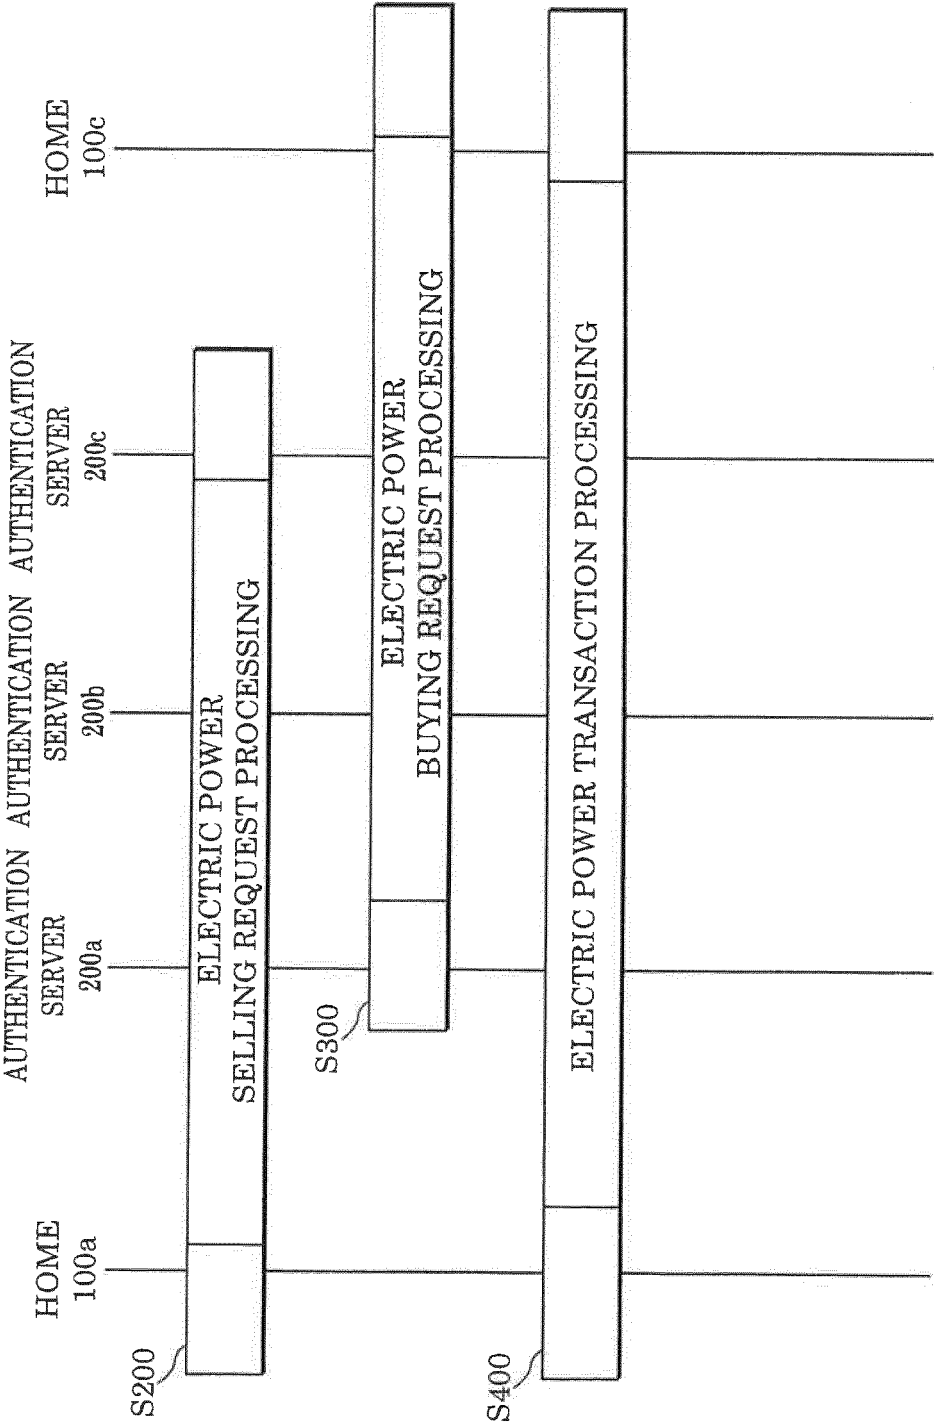 HOME
100a
AUTHENTICATION
SERVER
200a
AUTHENTICATION
SERVER
200b
AUTHENTICATION
SERVER
200c
HOME
100c
S200
ELECTRIC POWER
SELLING REQUEST PROCESSING
S300
ELECTRIC POWER
BUYING REQUEST PROCESSING
S400
ELECTRIC POWER TRANSACTION PROCESSING